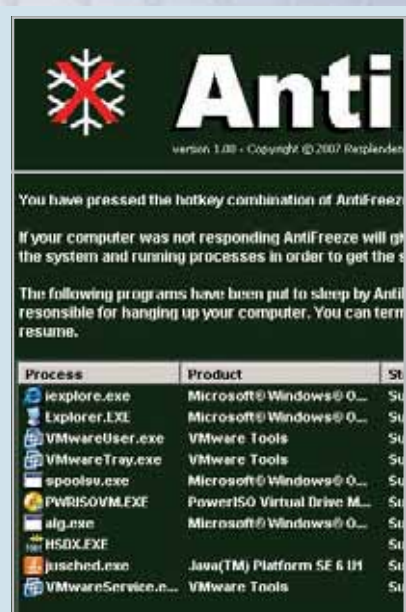 Anti
version 1.00 - Copyright © 2007 Resplenden
You have pressed the hotkey combination of AntiFreez
If your computer was not responding AntiFreeze will gi
the system and running processes in order to get the s
The following programs have been put to sleep by Anti
resonsible for hanging up your computer. You can term
resume.
Process Product St
iexplore.exe Microsoft® Windows® O... Su
Explorer.EXE Microsoft® Windows® O... Su
VMwareUser.exe VMware Tools Su
VMwareTray.exe VMware Tools Su
spoolsv.exe Microsoft® Windows® O... Su
PWRISOVM.EXE PowerISO Virtual Drive M... Su
alg.exe Microsoft® Windows® O... Su
HSDX.EXE Su
jusched.exe Java(TM) Platform SE 6 U1 Su
VMwareService.e... VMware Tools Su